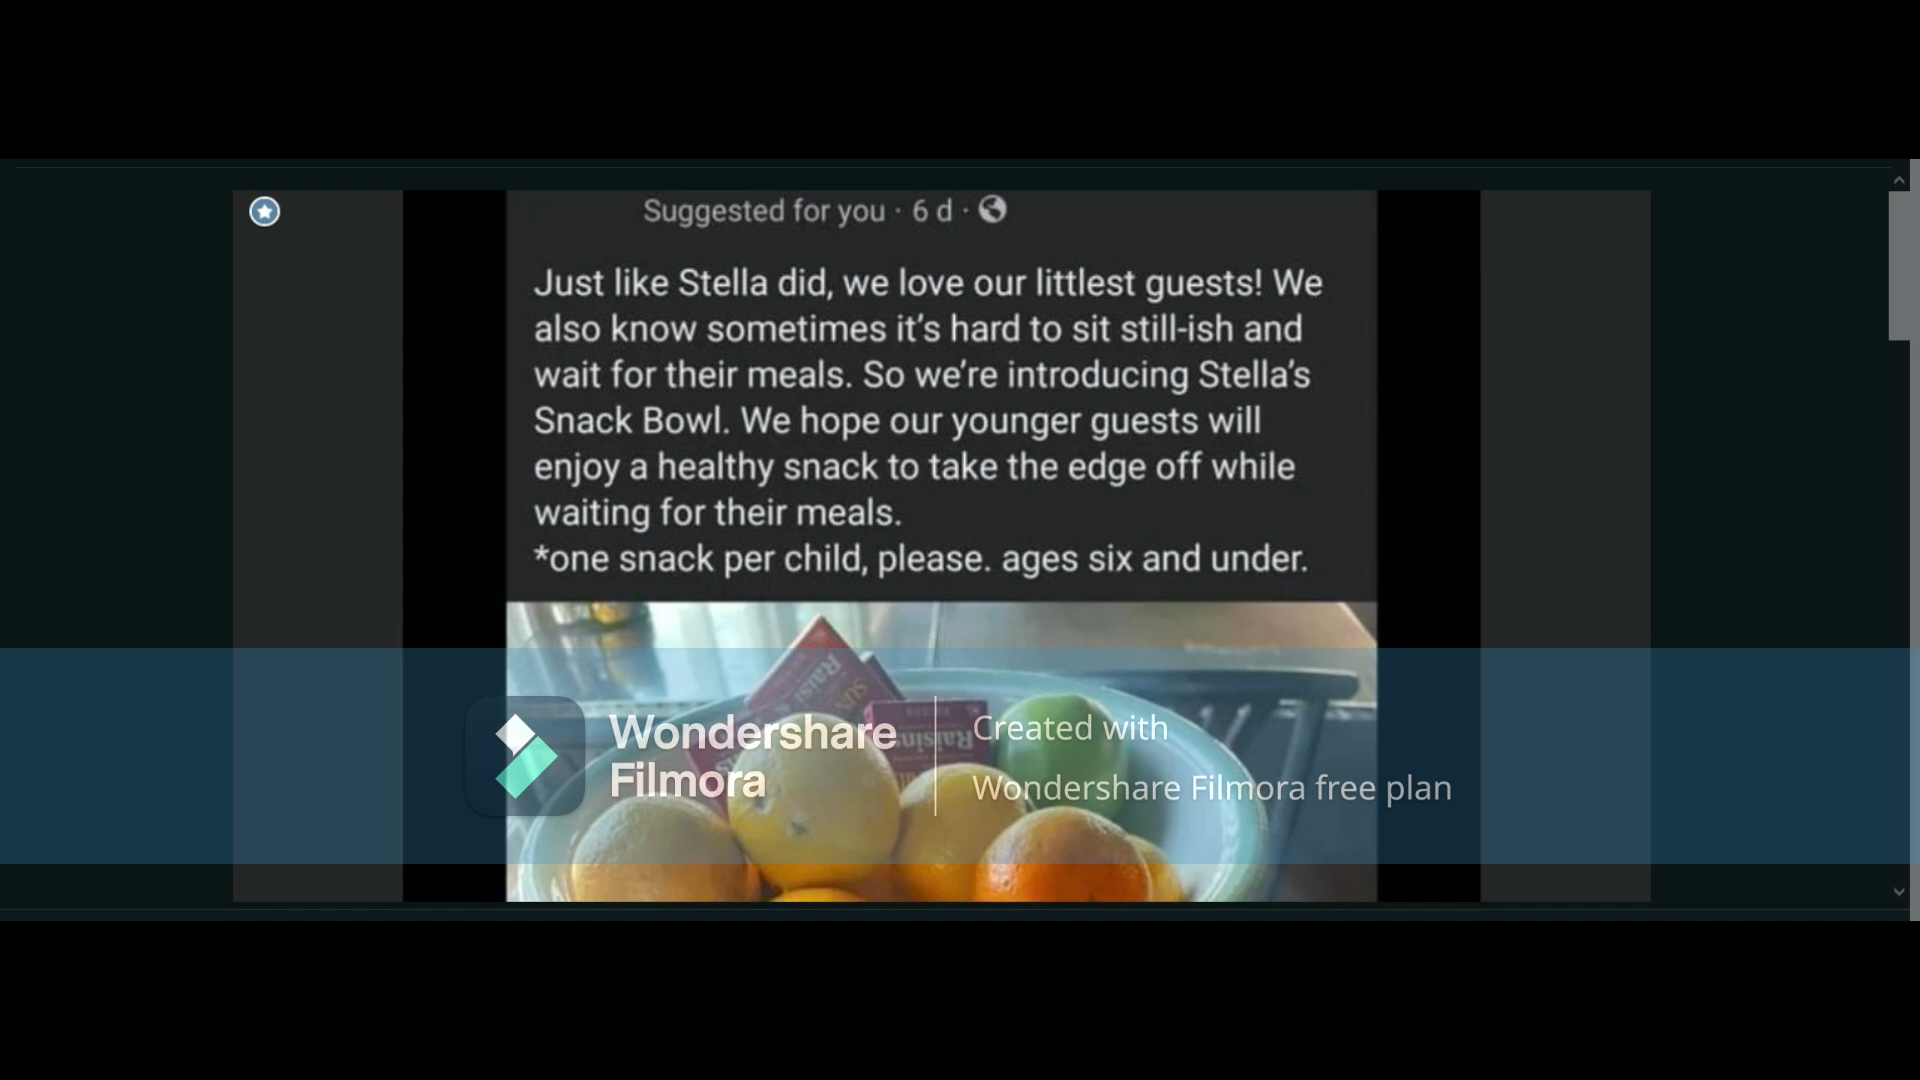 Suggested for you · 6 d ·
Just like Stella did, we love our littlest guests! We
also know sometimes it’s hard to sit still-ish and
wait for their meals. So we’re introducing Stella’s
Snack Bowl. We hope our younger guests will
enjoy a healthy snack to take the edge off while
waiting for their meals.
*one snack per child, please. ages six and under.
Raisins
Wondershare
Filmora
Created with
Wondershare Filmora free plan